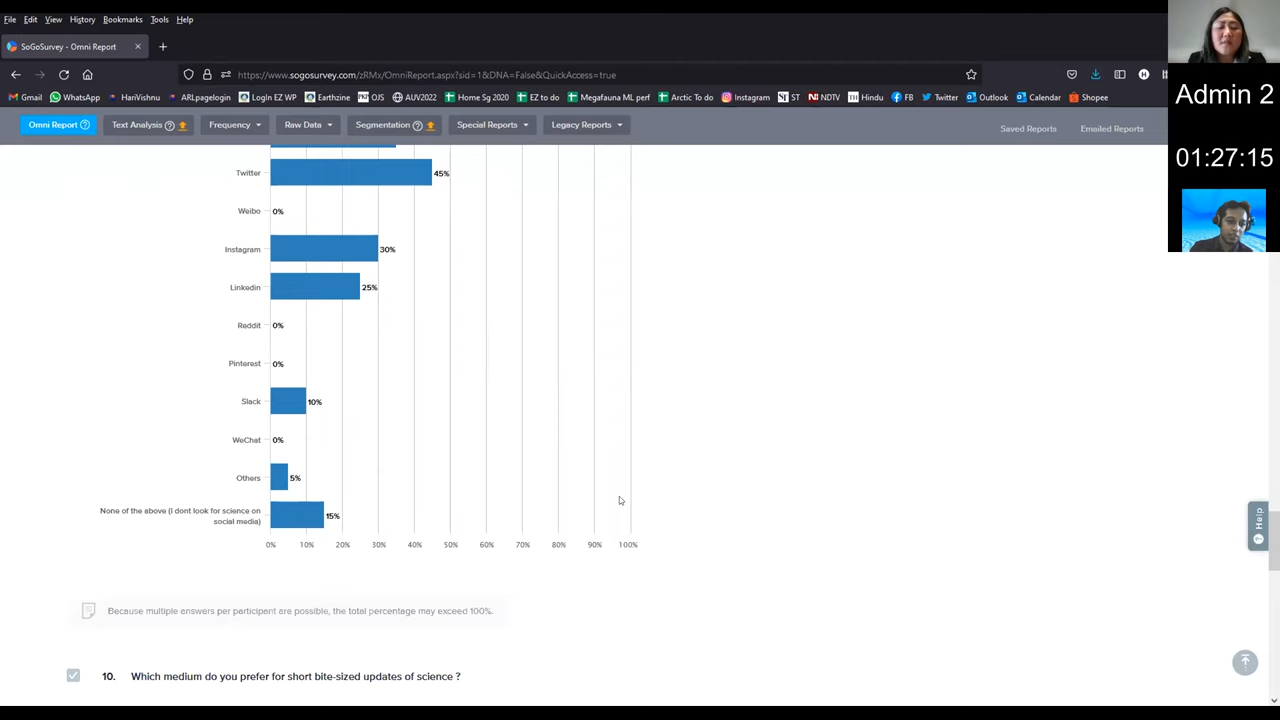 File Edit View History Bookmarks Tools Help
SoGoSurvey - Omni Report
https://www.sogosurvey.com/zRMx/OmniReport.aspx?sid=1&DNA=False&QuickAccess=true
Gmail WhatsApp HariVishnu ARLpagelogin LogIn EZ WP Earthzine OJS AUV2022 Home Sg 2020 EZ to do Megafauna ML perf Arctic To do Instagram ST NDTV Hindu FB Twitter Outlook Calendar Shopee
Omni Report Text Analysis Frequency Raw Data Segmentation Special Reports Legacy Reports Saved Reports Emailed Reports
Admin 2
01:27:15
Twitter 45%
Weibo 0%
Instagram 30%
Linkedin 25%
Reddit 0%
Pinterest 0%
Slack 10%
WeChat 0%
Others 5%
None of the above (I dont look for science on
social media) 15%
0% 10% 20% 30% 40% 50% 60% 70% 80% 90% 100%
Help
Because multiple answers per participant are possible, the total percentage may exceed 100%.
10. Which medium do you prefer for short bite-sized updates of science ?